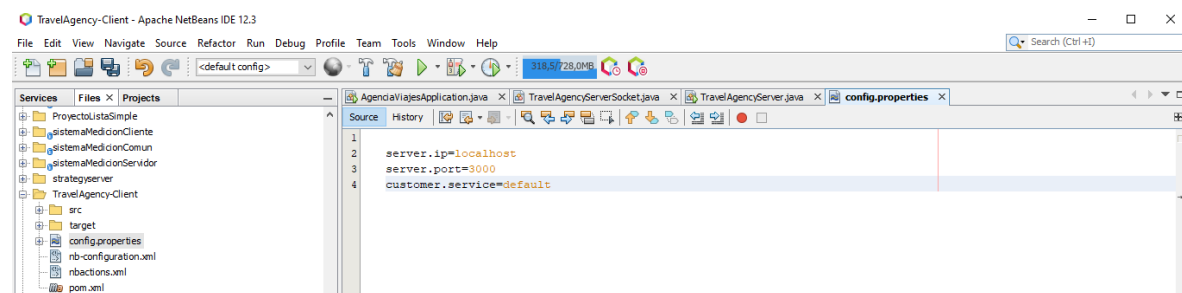 TravelAgency-Client - Apache NetBeans IDE 12.3
File Edit View Navigate Source Refactor Run Debug Profile Team Tools Window Help
Search (Ctrl+I)
<default config>
318,5/728,0MB
Services Files Projects
AgenciaViajesApplication.java TravelAgencyServerSocket.java TravelAgencyServer.java config.properties
Source History
ProyectoListaSimple
sistemaMedicionCliente
sistemaMedicionComun
sistemaMedicionServidor
strategyserver
TravelAgency-Client
src
target
config.properties
nb-configuration.xml
nbactions.xml
pom.xml
1
2 server.ip=localhost
3 server.port=3000
4 customer.service=default